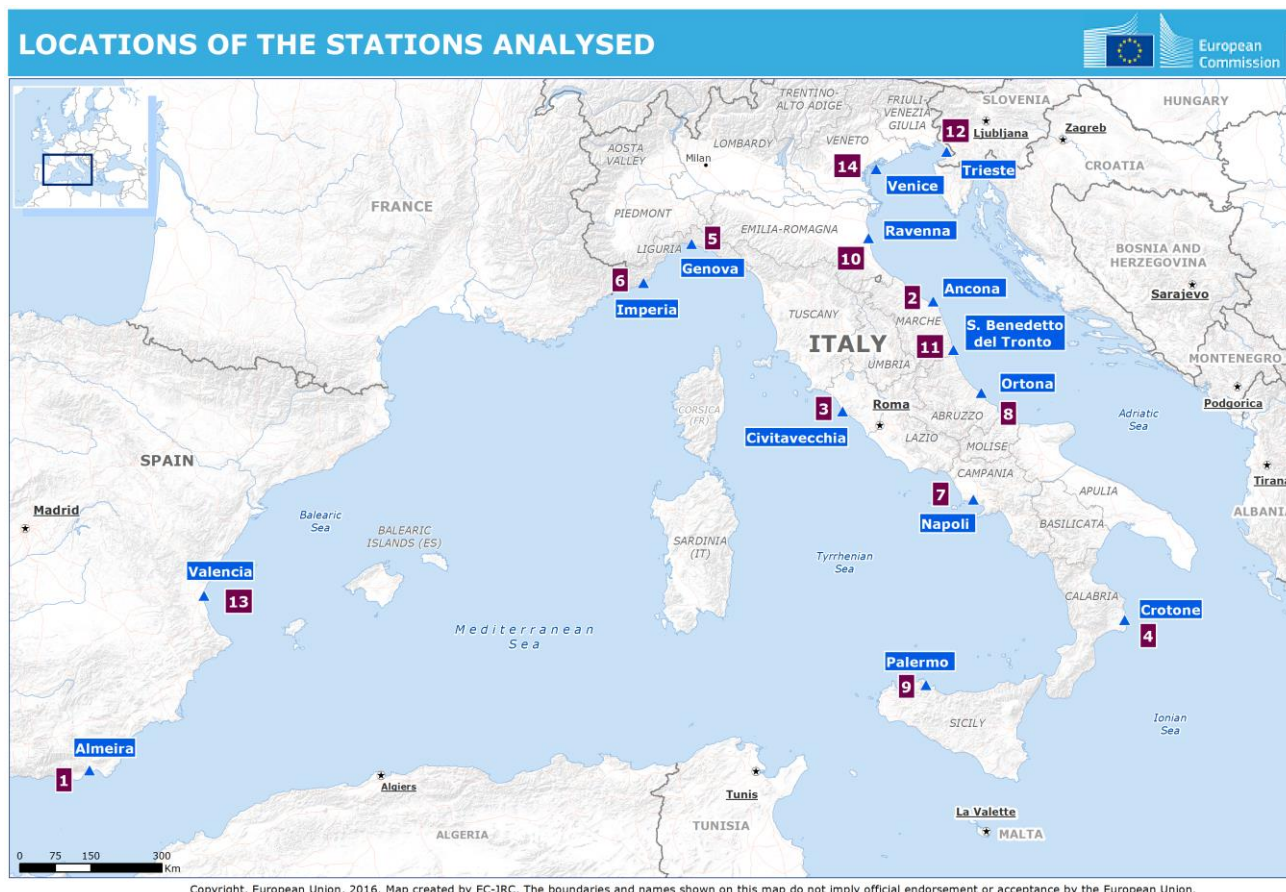 LOCATIONS OF THE STATIONS ANALYSED
European
Commission
TRENTINO-
ALTO ADIGE
FRIULI-
VENEZIA
GIULIA
SLOVENIA
HUNGARY
12
Ljubljana
Zagreb
AOSTA
VALLEY
LOMBARDY
VENETO
Milan
14
Venice
Trieste
CROATIA
FRANCE
PIEDMONT
EMILIA-ROMAGNA
Ravenna
LIGURIA
5
10
Genova
BOSNIA AND
HERZEGOVINA
6
Imperia
2
Ancona
Sarajevo
TUSCANY
MARCHE
S. Benedetto
del Tronto
ITALY
11
UMBRIA
MONTENEGRO
Ortona
CORSICA
(FR)
3
Roma
ABRUZZO
8
Podgorica
Adriatic
Sea
Civitavecchia
LAZIO
MOLISE
SPAIN
CAMPANIA
Tirana
Madrid
7
Napoli
APULIA
ALBANIA
Balearic
Sea
BALEARIC
ISLANDS (ES)
BASILICATA
SARDINIA
(IT)
Tyrrhenian
Sea
Valencia
13
CALABRIA
Crotone
4
Mediterranean
Sea
Palermo
9
SICILY
Ionian
Sea
Almeira
1
Algiers
Tunis
La Valette
MALTA
ALGERIA
TUNISIA
0 75 150 300
Km
Copyright, European Union, 2016. Map created by EC-JRC. The boundaries and names shown on this map do not imply official endorsement or acceptance by the European Union.